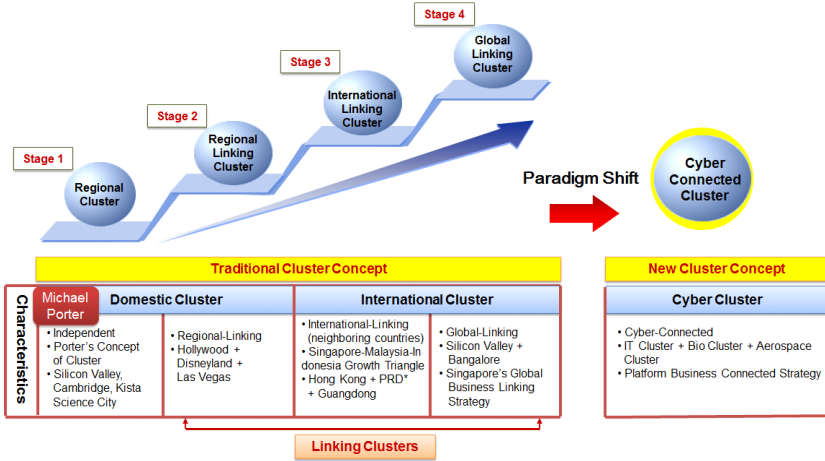 Stage 4
Global
Linking
Cluster
Stage 3
International
Linking
Cluster
Stage 2
Regional
Linking
Cluster
Stage 1
Regional
Cluster
Paradigm Shift
Cyber
Connected
Cluster
Traditional Cluster Concept
New Cluster Concept
Characteristics
Michael
Porter
Domestic Cluster
International Cluster
Cyber Cluster
• Independent
• Porter's Concept
of Cluster
• Silicon Valley,
Cambridge, Kista
Science City
• Regional-Linking
• Hollywood +
Disneyland +
Las Vegas
• International-Linking
(neighboring countries)
• Singapore-Malaysia-In
donesia Growth Triangle
• Hong Kong + PRD*
+ Guangdong
• Global-Linking
• Silicon Valley +
Bangalore
• Singapore's Global
Business Linking
Strategy
• Cyber-Connected
• IT Cluster + Bio Cluster + Aerospace
Cluster
• Platform Business Connected Strategy
Linking Clusters